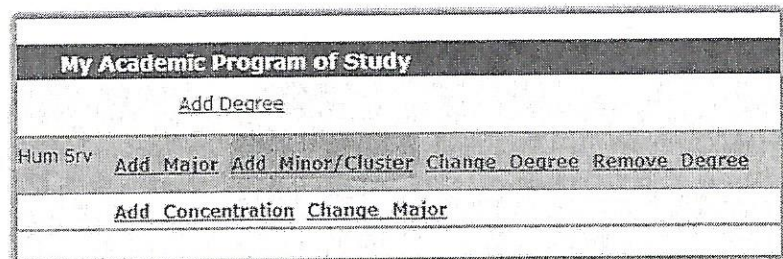 My Academic Program of Study
Add Degree
Hum Srv Add Major Add Minor/Cluster Change Degree Remove Degree
Add Concentration Change Major